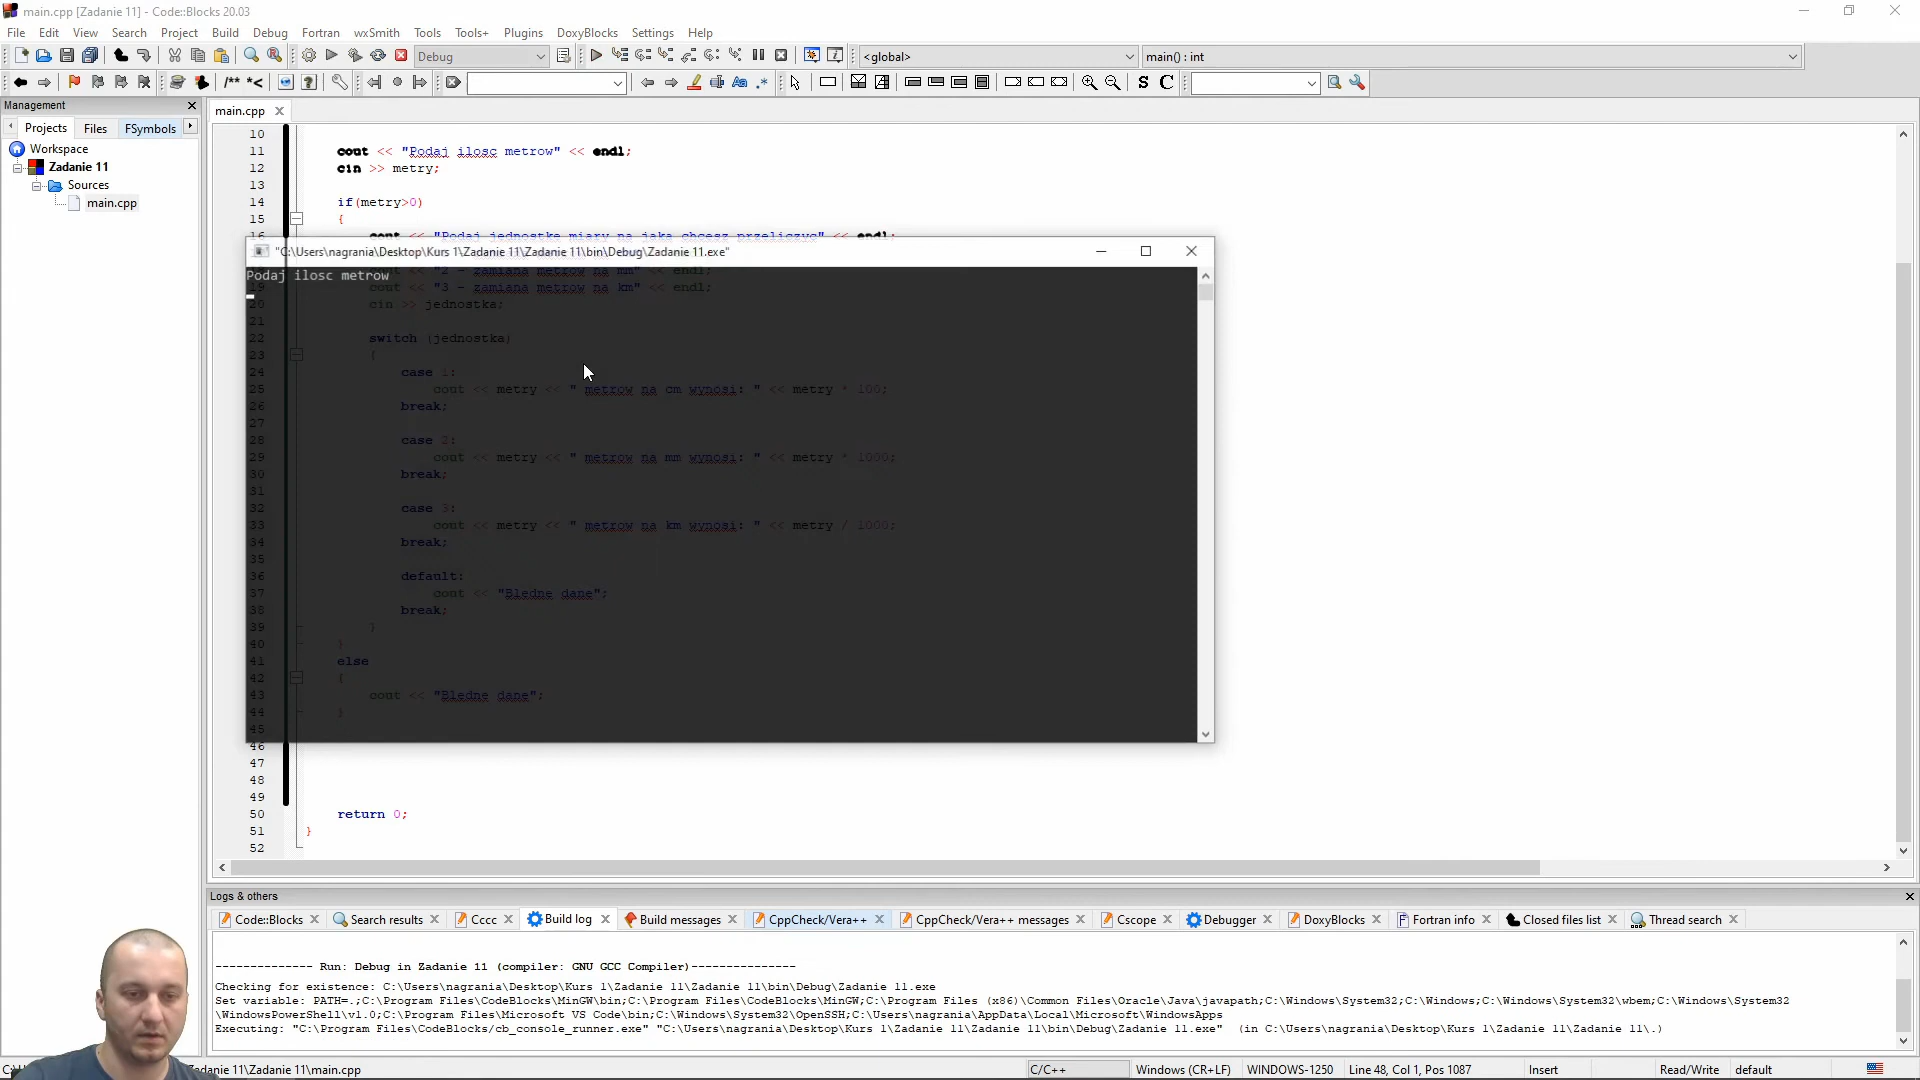 main.cpp [Zadanie 11] - Code::Blocks 20.03
File Edit View Search Project Build Debug Fortran wxSmith Tools Tools+ Plugins DoxyBlocks Settings Help
Debug <global> main() : int
/** *< Aa .* S C
Management
Projects Files FSymbols
Workspace
Zadanie 11
Sources
main.cpp
main.cpp
10
11 cout << "Podaj ilosc metrow" << endl;
12 cin >> metry;
13
14 if(metry>0)
15 {
16 cout << "Podaj jednostke miary na jaka chcesz przeliczyc" << endl;
"C:\Users\nagrania\Desktop\Kurs 1\Zadanie 11\Zadanie 11\bin\Debug\Zadanie 11.exe"
Podaj ilosc metrow
cout << "2 - zamiana metrow na mm" << endl;
19 cout << "3 - zamiana metrow na km" << endl;
20 cin >> jednostka;
21
22 switch (jednostka)
23 {
24 case 1:
25 cout << metry << " metrow na cm wynosi: " << metry * 100;
26 break;
27
28 case 2:
29 cout << metry << " metrow na mm wynosi: " << metry * 1000;
30 break;
31
32 case 3:
33 cout << metry << " metrow na km wynosi: " << metry / 1000;
34 break;
35
36 default:
37 cout << "Bledne dane";
38 break;
39 }
40 }
41 else
42 {
43 cout << "Bledne dane";
44 }
45
46
47
48
49
50 return 0;
51 }
52
Logs & others
Code::Blocks Search results Cccc Build log Build messages CppCheck/Vera++ CppCheck/Vera++ messages Cscope Debugger DoxyBlocks Fortran info Closed files list Thread search
-------------- Run: Debug in Zadanie 11 (compiler: GNU GCC Compiler)---------------
Checking for existence: C:\Users\nagrania\Desktop\Kurs 1\Zadanie 11\Zadanie 11\bin\Debug\Zadanie 11.exe
Set variable: PATH=.;C:\Program Files\CodeBlocks\MinGW\bin;C:\Program Files\CodeBlocks\MinGW;C:\Program Files (x86)\Common Files\Oracle\Java\javapath;C:\Windows\System32;C:\Windows;C:\Windows\System32\wbem;C:\Windows\System32
\WindowsPowerShell\v1.0;C:\Program Files\Microsoft VS Code\bin;C:\Windows\System32\OpenSSH;C:\Users\nagrania\AppData\Local\Microsoft\WindowsApps
Executing: "C:\Program Files\CodeBlocks/cb_console_runner.exe" "C:\Users\nagrania\Desktop\Kurs 1\Zadanie 11\Zadanie 11\bin\Debug\Zadanie 11.exe" (in C:\Users\nagrania\Desktop\Kurs 1\Zadanie 11\Zadanie 11\.)
Zadanie 11\Zadanie 11\main.cpp C/C++ Windows (CR+LF) WINDOWS-1250 Line 48, Col 1, Pos 1087 Insert Read/Write default